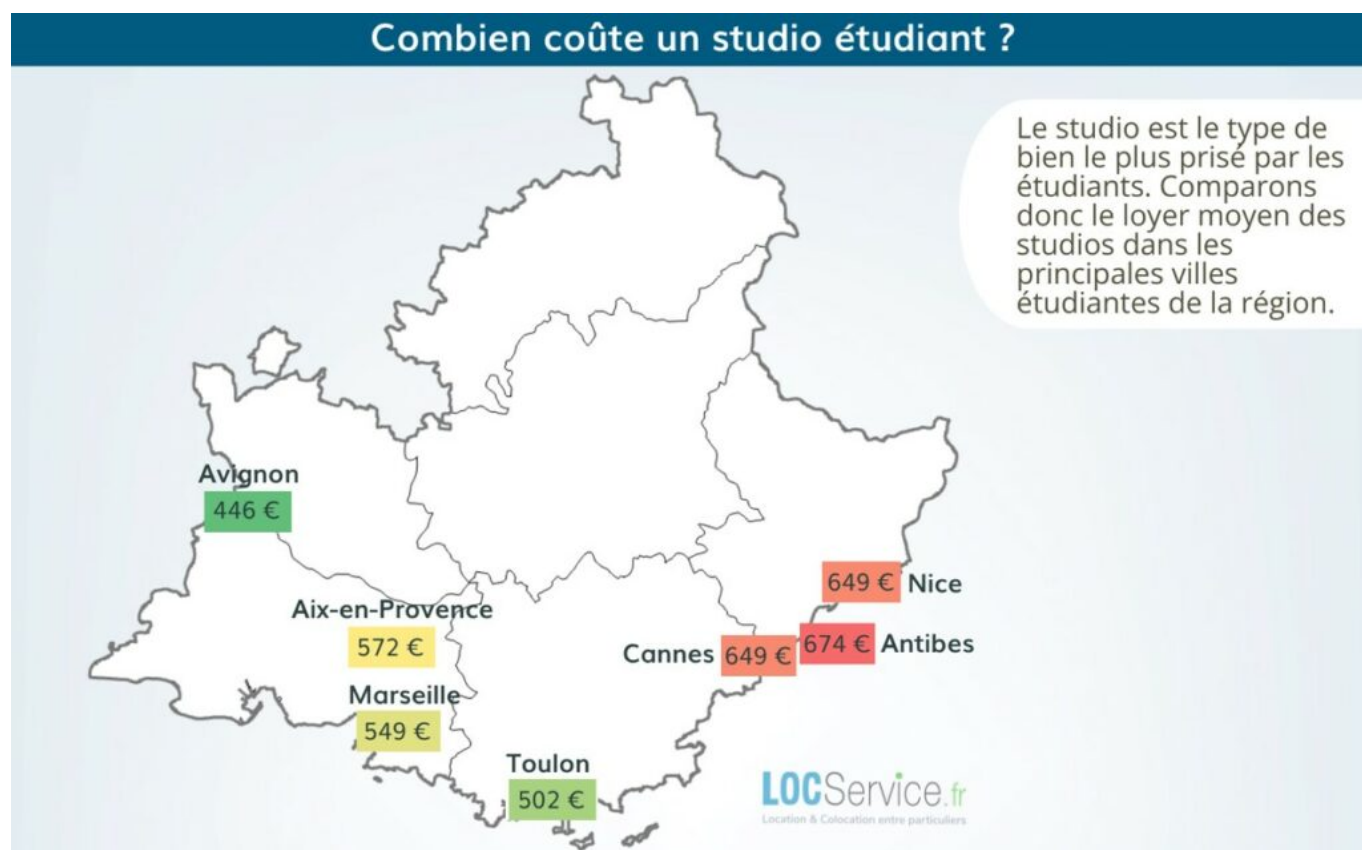 Combien coûte un studio étudiant ?
Le studio est le type de
bien le plus prisé par les
étudiants. Comparons
donc le loyer moyen des
studios dans les
principales villes
étudiantes de la région.
Avignon
446 €
649 € Nice
Aix-en-Provence
572 €
Cannes 649 €
674 € Antibes
Marseille
549 €
Toulon
502 €
LOCService.fr
Location & Colocation entre particuliers